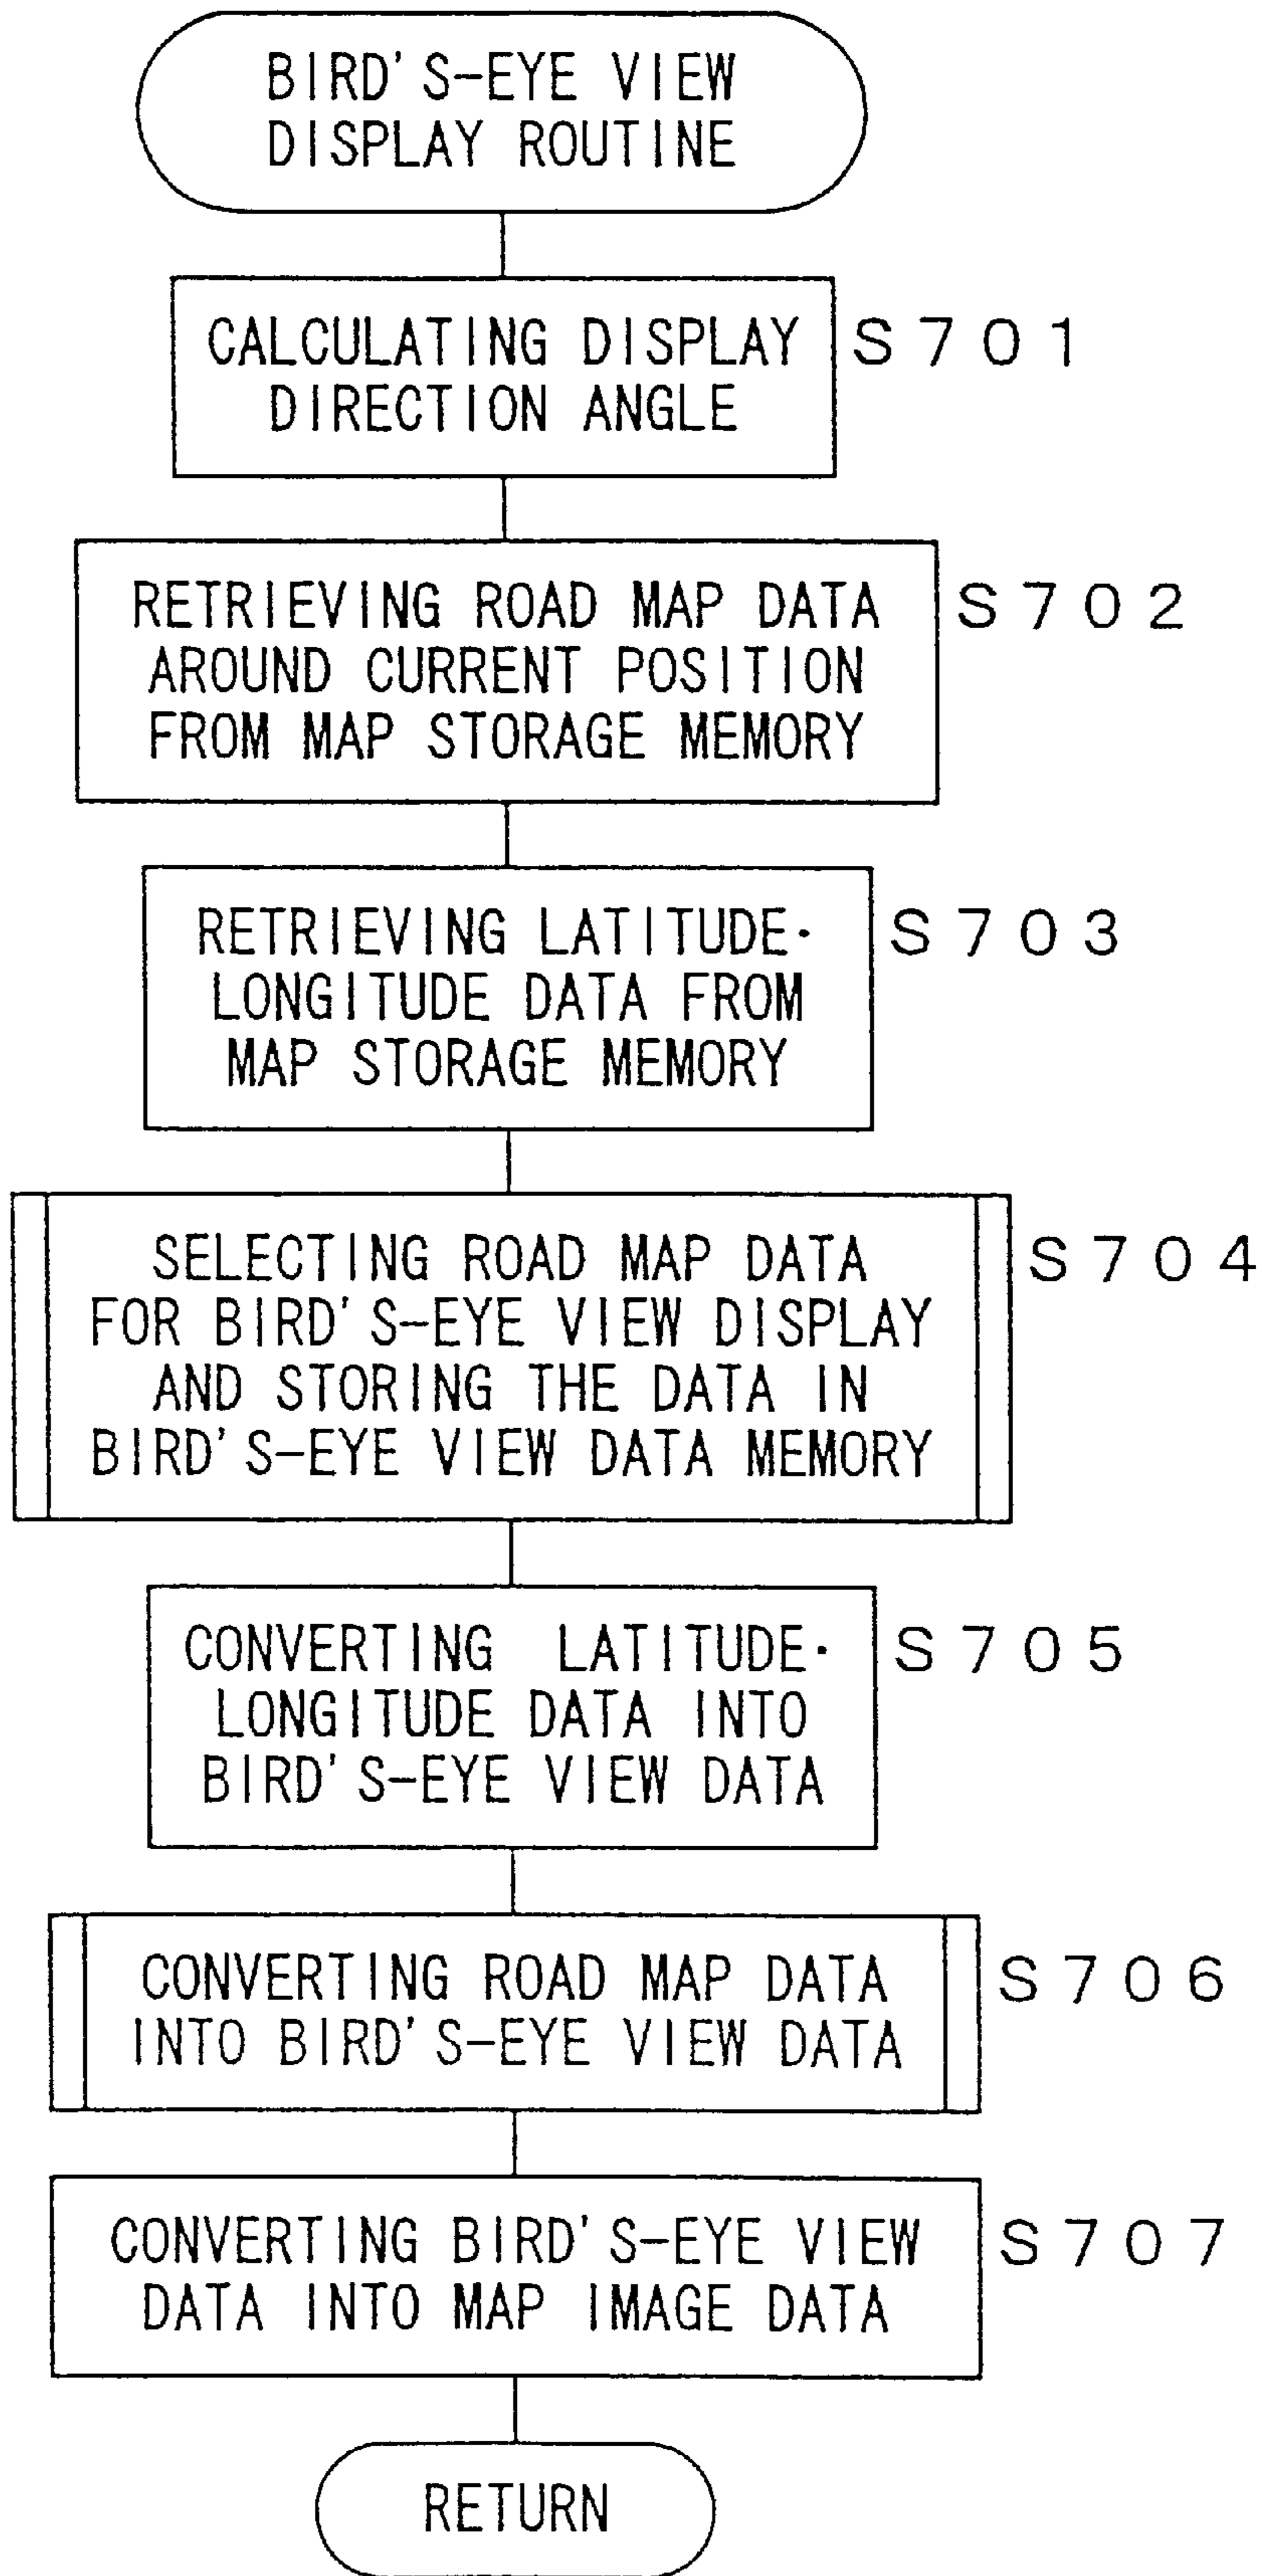 BIRD'S-EYE VIEW
DISPLAY ROUTINE
CALCULATING DISPLAY
DIRECTION ANGLE
S701
RETRIEVING ROAD MAP DATA
AROUND CURRENT POSITION
FROM MAP STORAGE MEMORY
S702
RETRIEVING LATITUDE·
LONGITUDE DATA FROM
MAP STORAGE MEMORY
S703
SELECTING ROAD MAP DATA
FOR BIRD'S-EYE VIEW DISPLAY
AND STORING THE DATA IN
BIRD'S-EYE VIEW DATA MEMORY
S704
CONVERTING LATITUDE·
LONGITUDE DATA INTO
BIRD'S-EYE VIEW DATA
S705
CONVERTING ROAD MAP DATA
INTO BIRD'S-EYE VIEW DATA
S706
CONVERTING BIRD'S-EYE VIEW
DATA INTO MAP IMAGE DATA
S707
RETURN